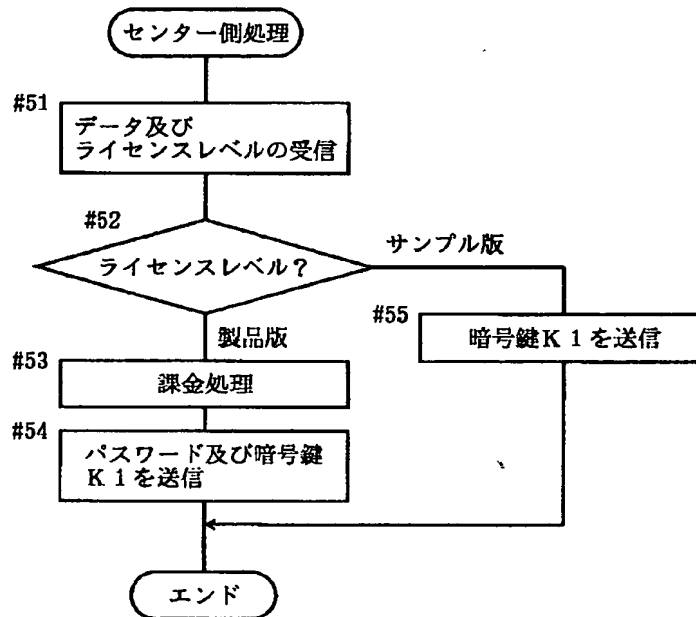 センター側処理
#51
データ及び
ライセンスレベルの受信
#52
ライセンスレベル?
サンプル版
製品版
#55
暗号鍵K1を送信
#53
課金処理
#54
パスワード及び暗号鍵
K1を送信
エンド